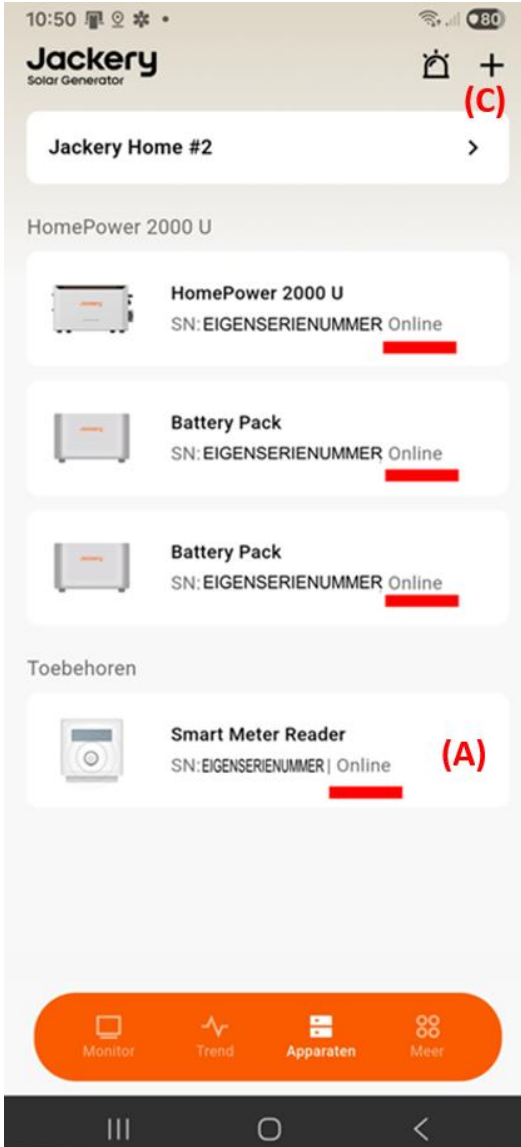 10:50
80
Jackery
Solar Generator
(C)
Jackery Home #2
HomePower 2000 U
HomePower 2000 U
SN: EIGENSERIENUMMER Online
Battery Pack
SN: EIGENSERIENUMMER Online
Battery Pack
SN: EIGENSERIENUMMER Online
Toebehoren
Smart Meter Reader
(A)
SN: EIGENSERIENUMMER | Online
Monitor Trend Apparaten Meer